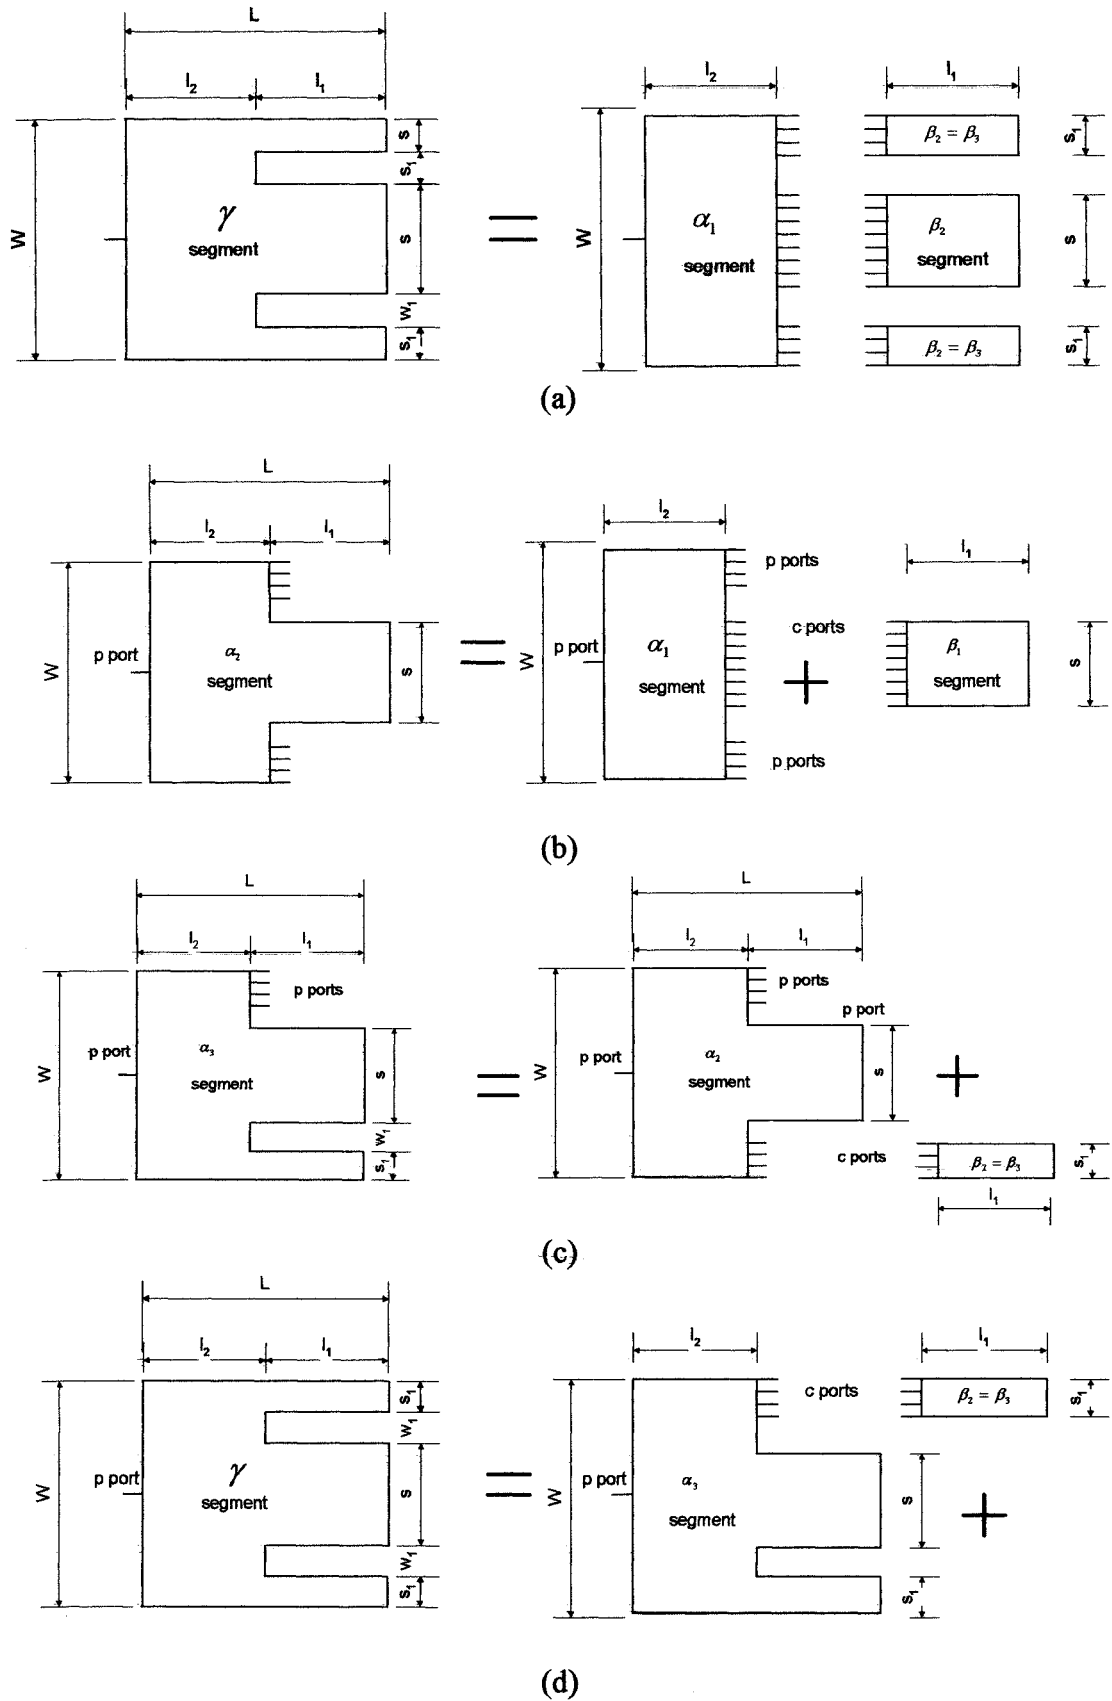 L
l₂ l₁ l₂ l₁
s
s₁
W γ segment s = W α₁ segment
w₁
s₁
β₂ = β₃ s₁
β₂ segment s
β₂ = β₃ s₁
(a)
L
l₂ l₁ l₂ l₁
p ports
W p port α₂ segment s = W p port α₁ segment c ports + β₁ segment s
p ports
(b)
L L
l₂ l₁ l₂ l₁
p ports p ports
p port
W p port α₃ segment s = W p port α₂ segment s +
w₁
s₁ c ports β₂ = β₃ s₁
l₁
(c)
L
l₂ l₁ l₂ l₁
s₁ c ports β₂ = β₃ s₁
w₁
W p port γ segment s = W p port α₃ segment s +
w₁
s₁ s₁
(d)